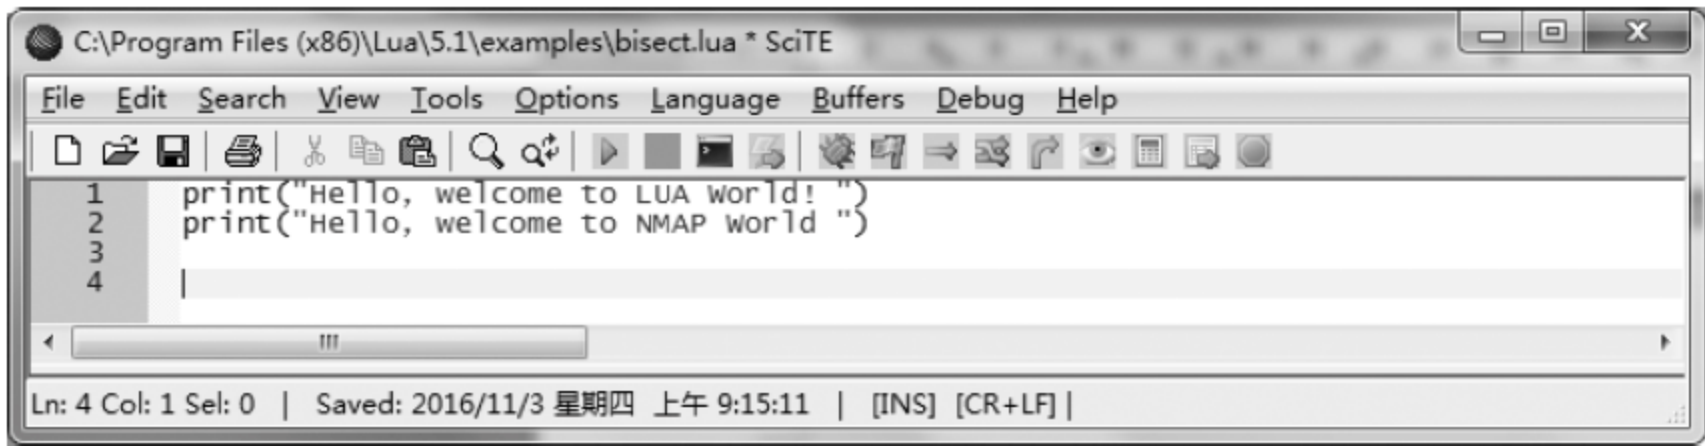 C:\Program Files (x86)\Lua\5.1\examples\bisect.lua * SciTE
File Edit Search View Tools Options Language Buffers Debug Help
1 print("Hello, welcome to LUA World! ")
2 print("Hello, welcome to NMAP World ")
3
4
Ln: 4 Col: 1 Sel: 0 | Saved: 2016/11/3 星期四 上午 9:15:11 | [INS] [CR+LF] |